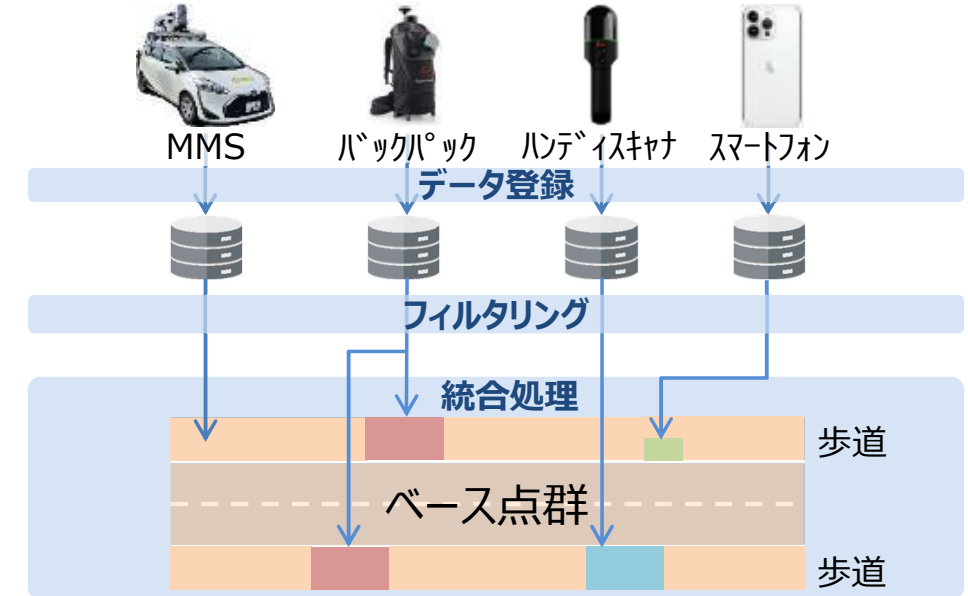 MMS
バックパック
ハンディスキャナ
スマートフォン
データ登録
フィルタリング
統合処理
歩道
ベース点群
歩道